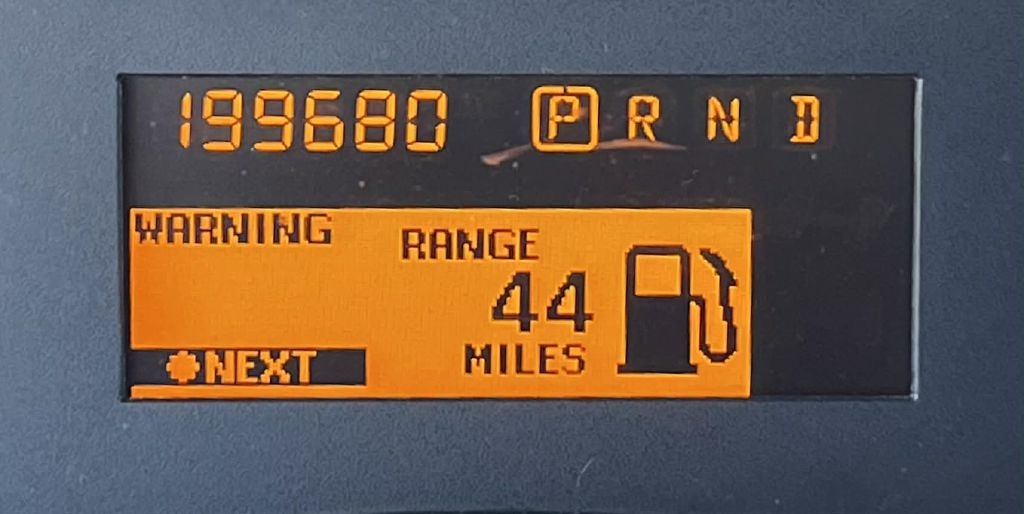 199680 P R N D
WARNING
RANGE
44
MILES
NEXT